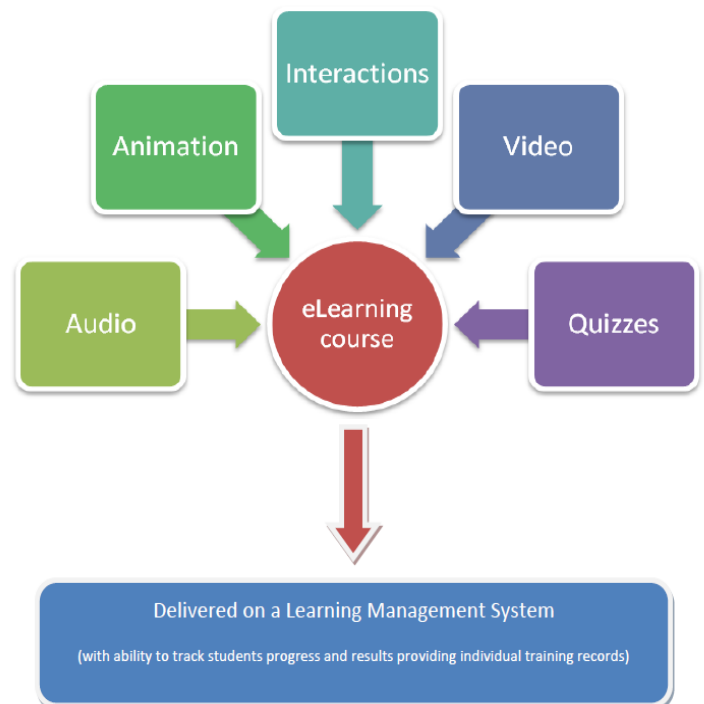 Interactions
Animation
Video
Audio
eLearning
course
Quizzes
Delivered on a Learning Management System
(with ability to track students progress and results providing individual training records)